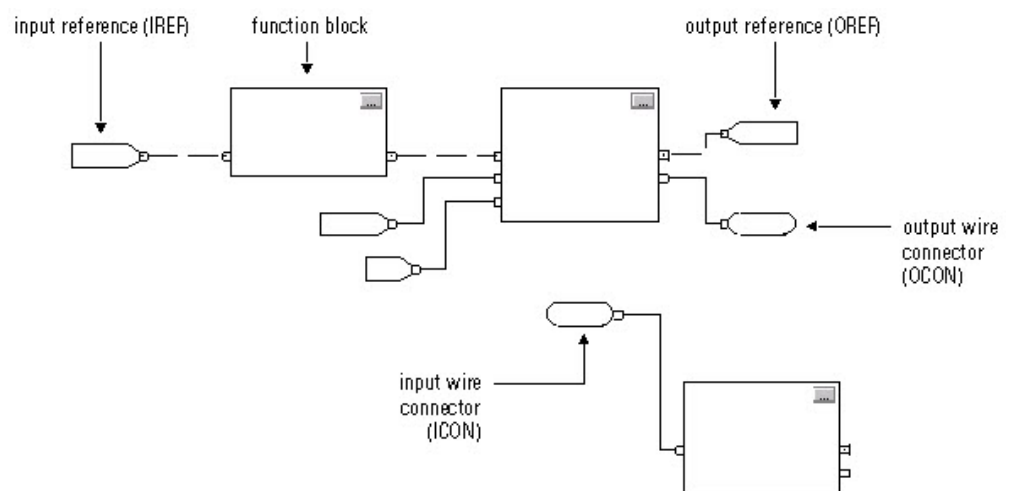 input reference (IREF)
function block
output reference (OREF)
...
...
output wire
connector
(OCON)
input wire
connector
(ICON)
...